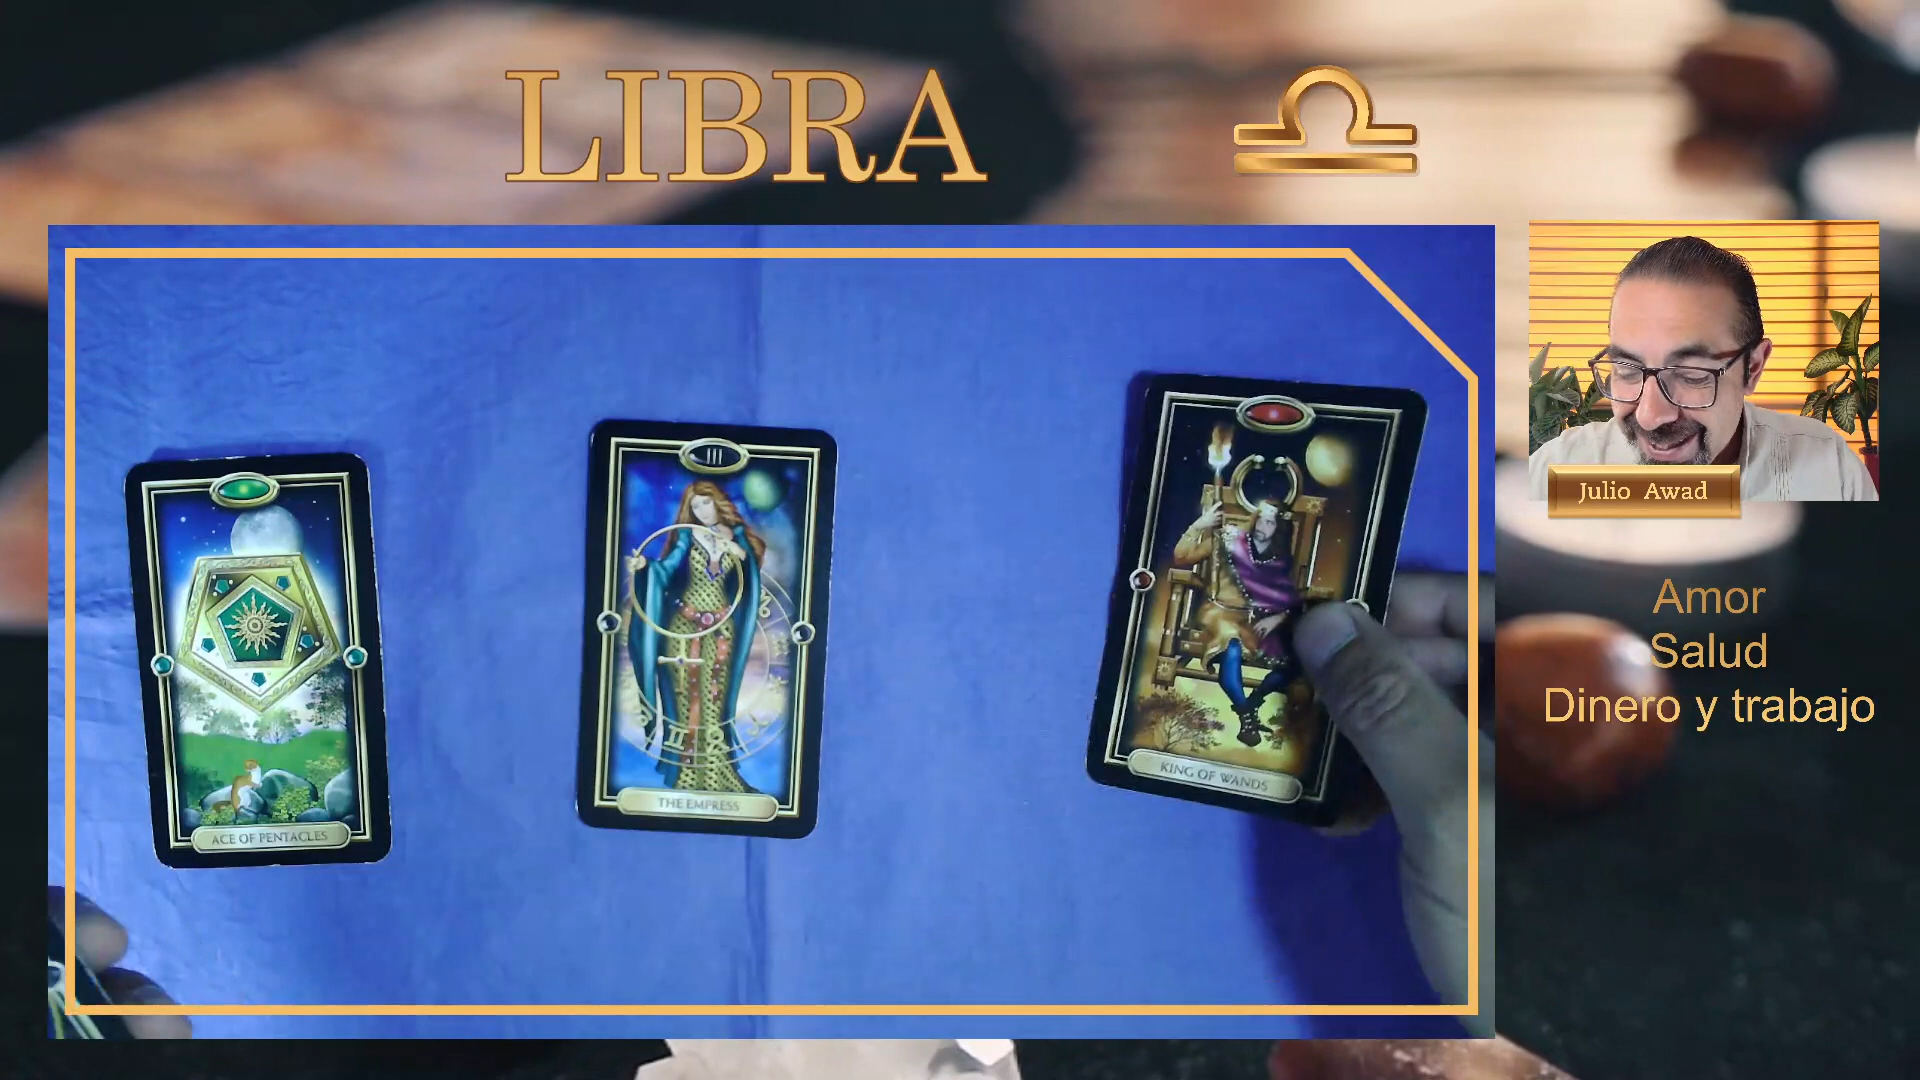 LIBRA
Julio Awad
Amor
Salud
Dinero y trabajo
III
ACE OF PENTACLES
THE EMPRESS
KING OF WANDS